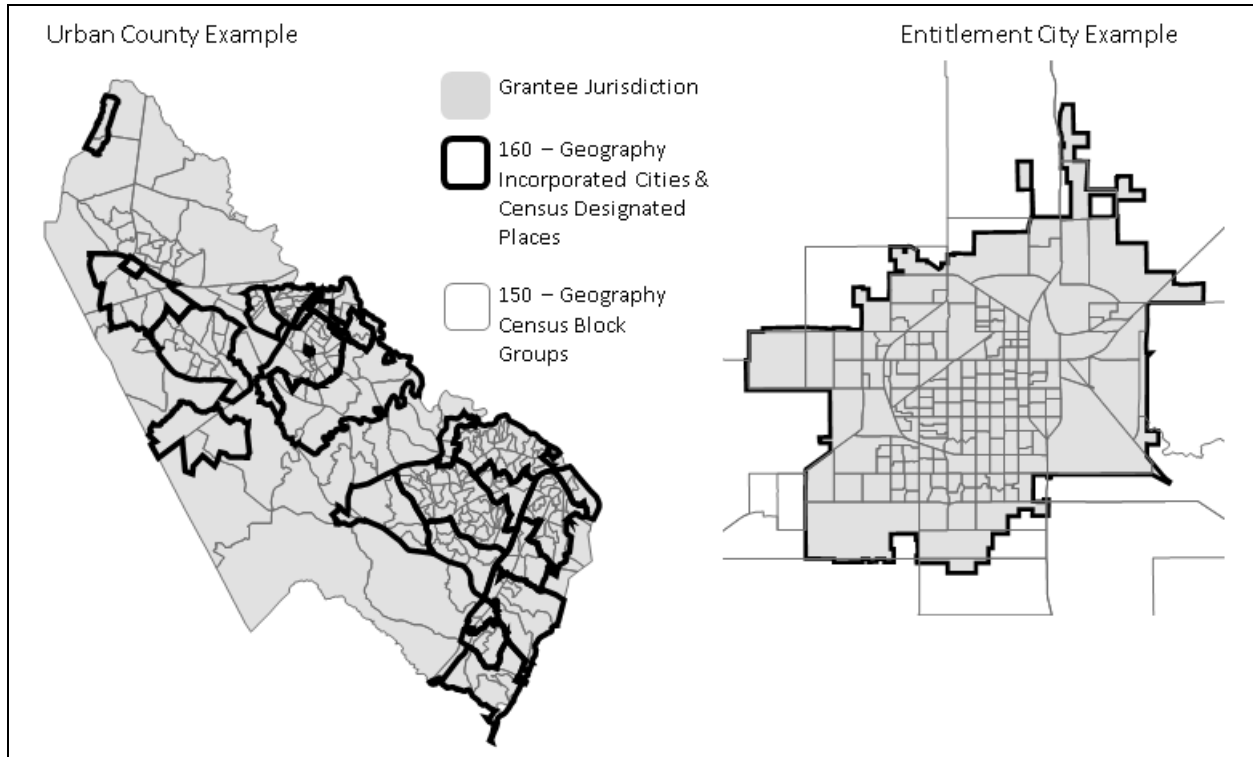 Urban County Example
Entitlement City Example
Grantee Jurisdiction
160 – Geography
Incorporated Cities &
Census Designated
Places
150 – Geography
Census Block
Groups